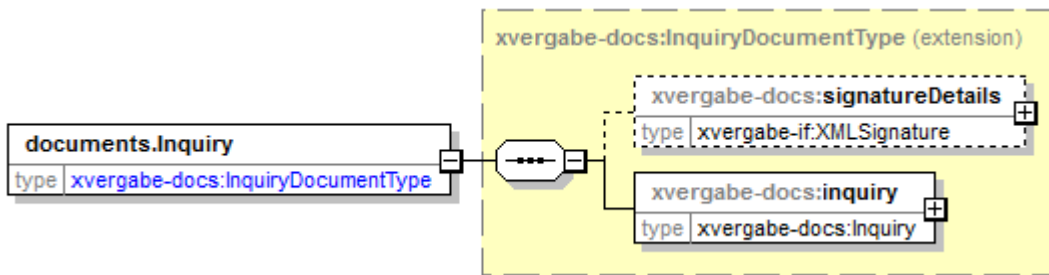 xvergabe-docs:InquiryDocumentType (extension)
xvergabe-docs:signatureDetails
type xvergabe-if:XMLSignature
documents.Inquiry
type xvergabe-docs:InquiryDocumentType
xvergabe-docs:inquiry
type xvergabe-docs:Inquiry